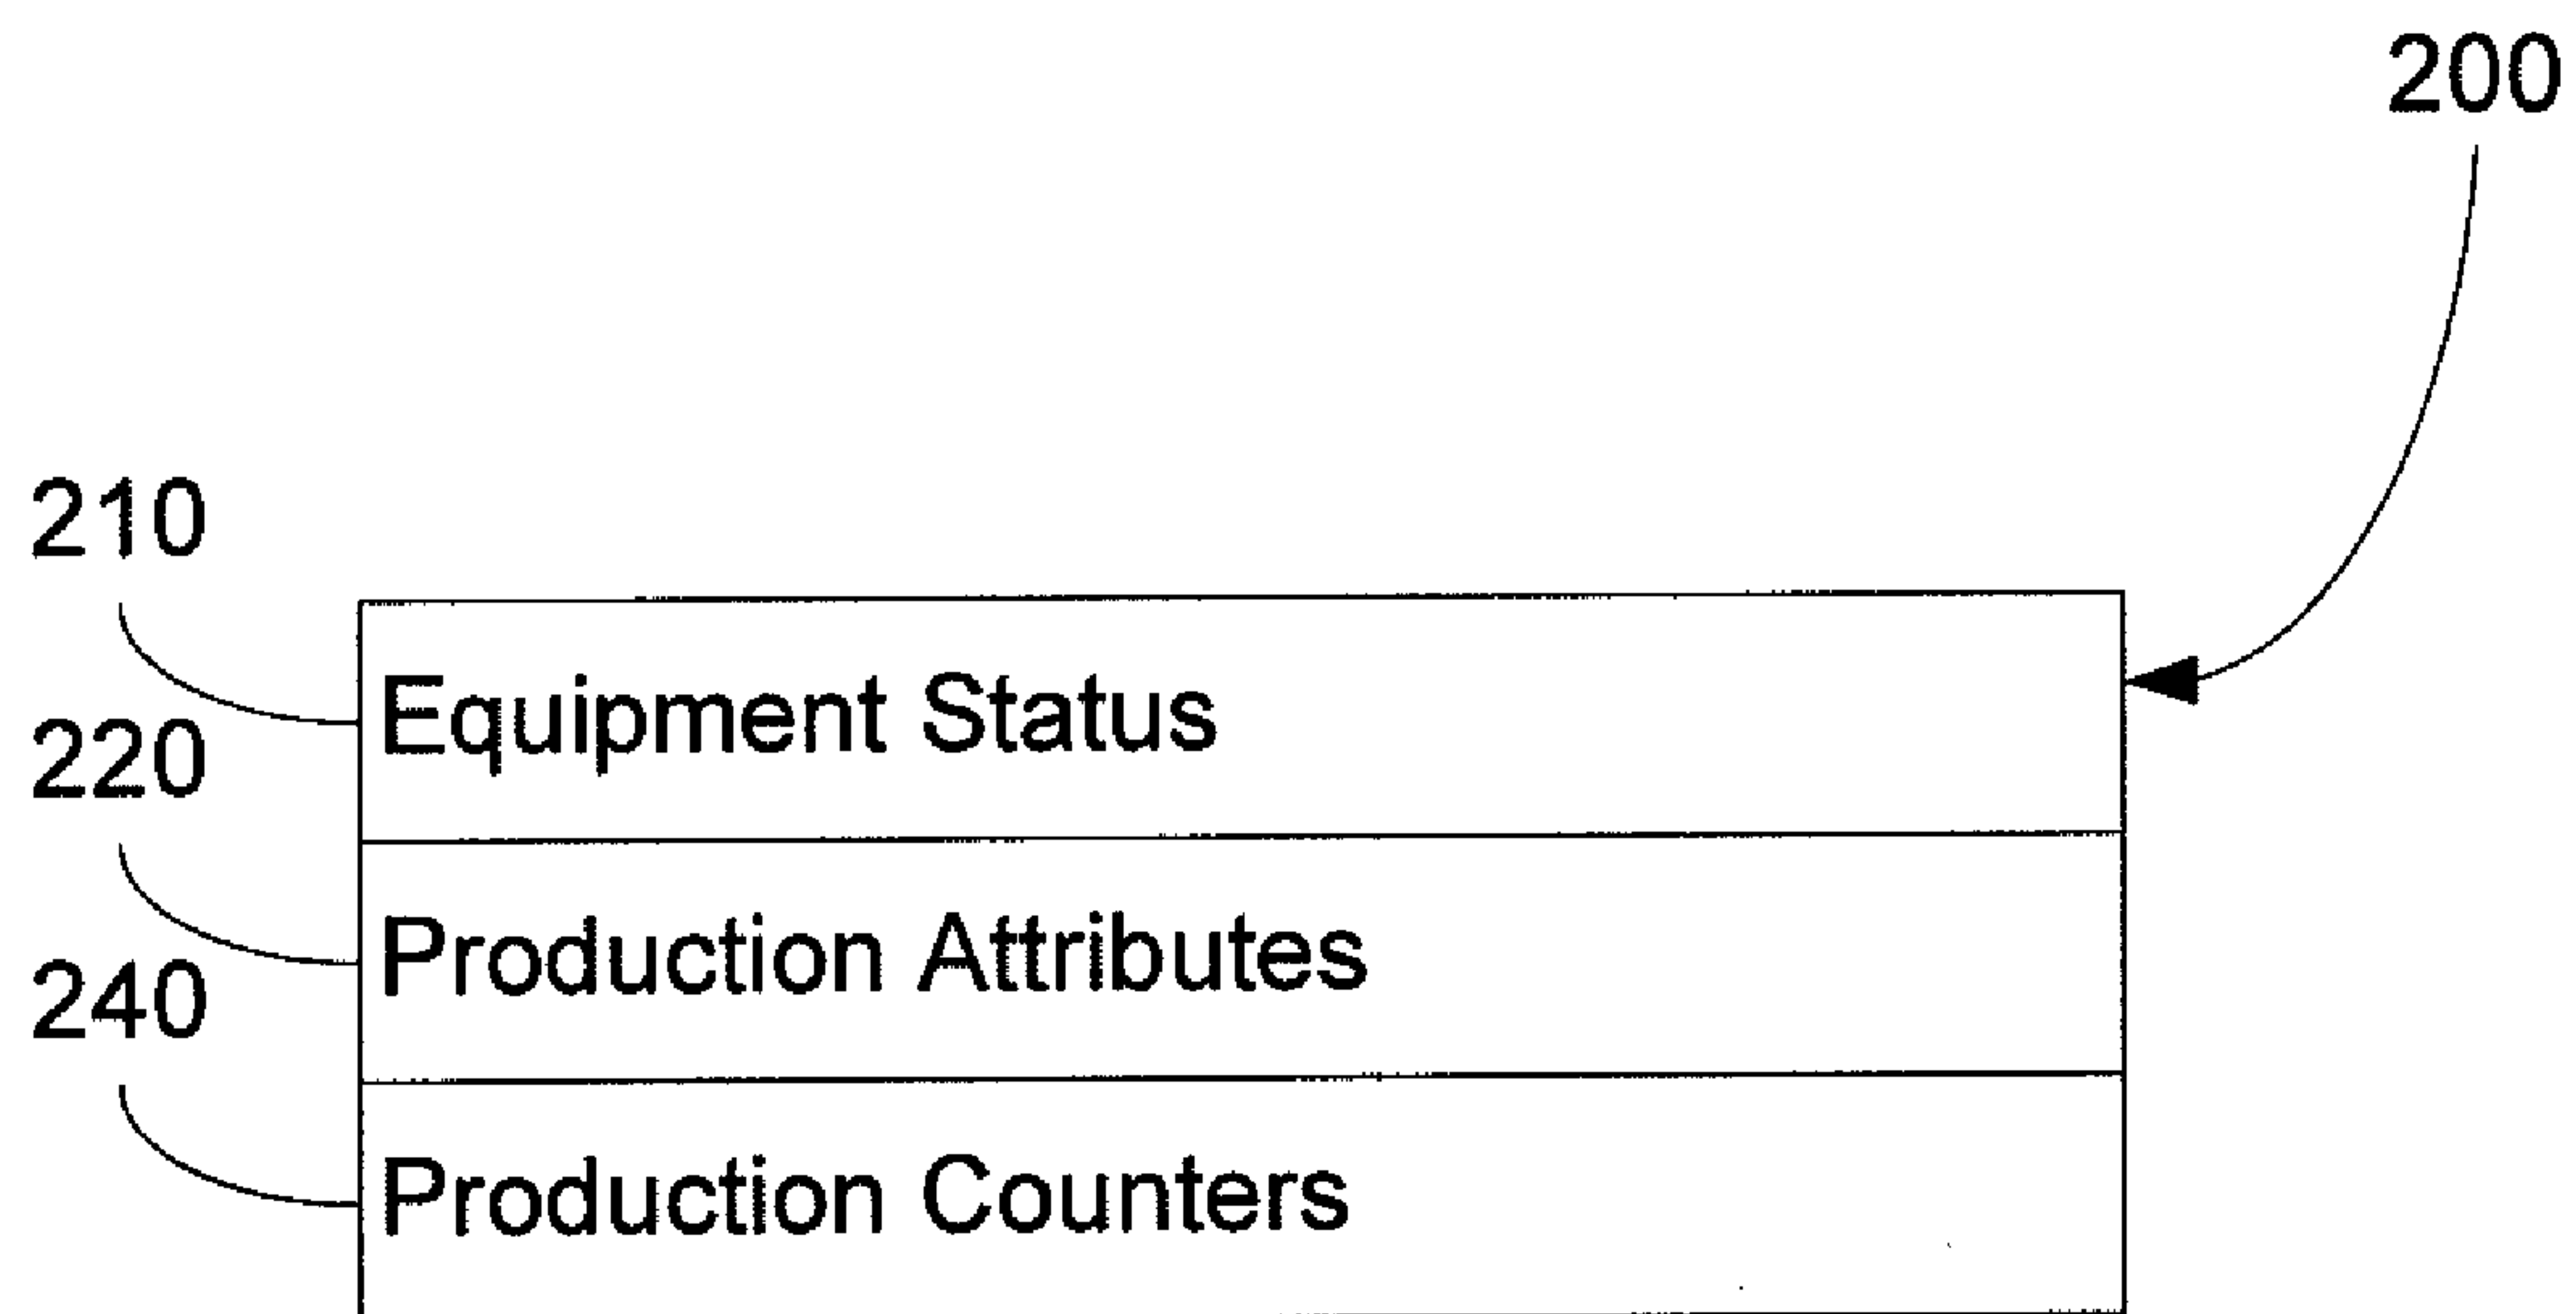 200
210
Equipment Status
220
Production Attributes
240
Production Counters